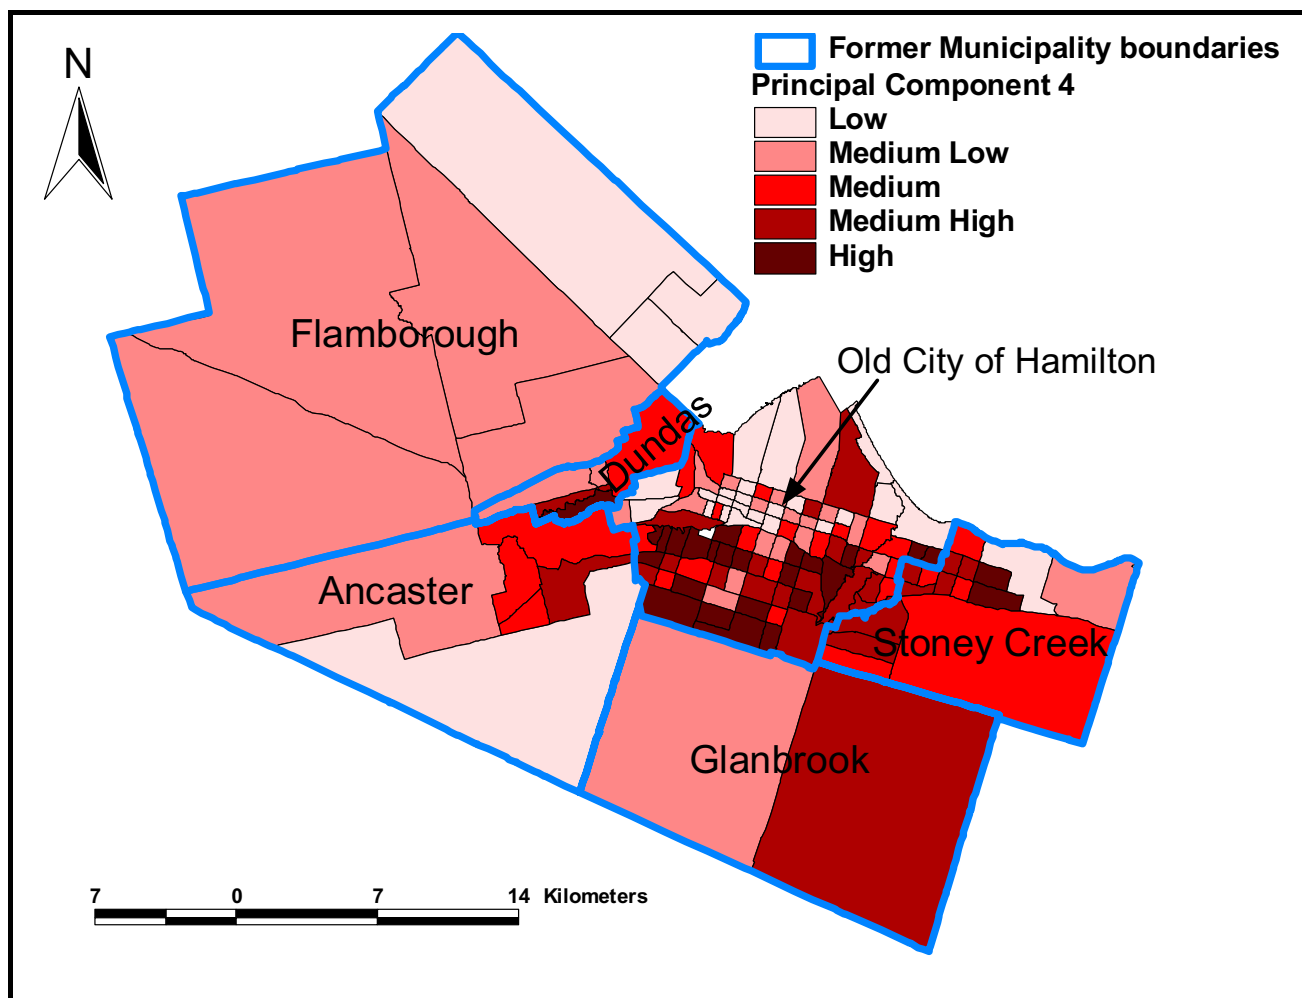 N
Former Municipality boundaries
Principal Component 4
Low
Medium Low
Medium
Medium High
High
Flamborough
Old City of Hamilton
Dundas
Ancaster
Stoney Creek
Glanbrook
7 0 7 14 Kilometers